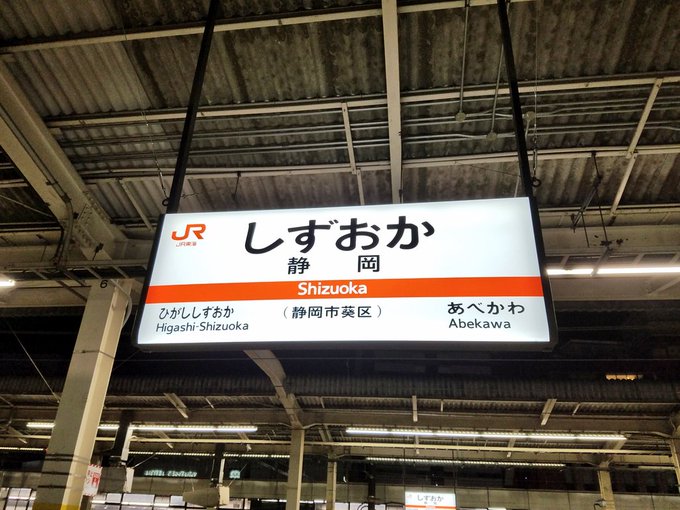 JR
JR東海
しずおか
静岡
Shizuoka
ひがししずおか
Higashi-Shizuoka
（静岡市葵区）
あべかわ
Abekawa
6
しずおか